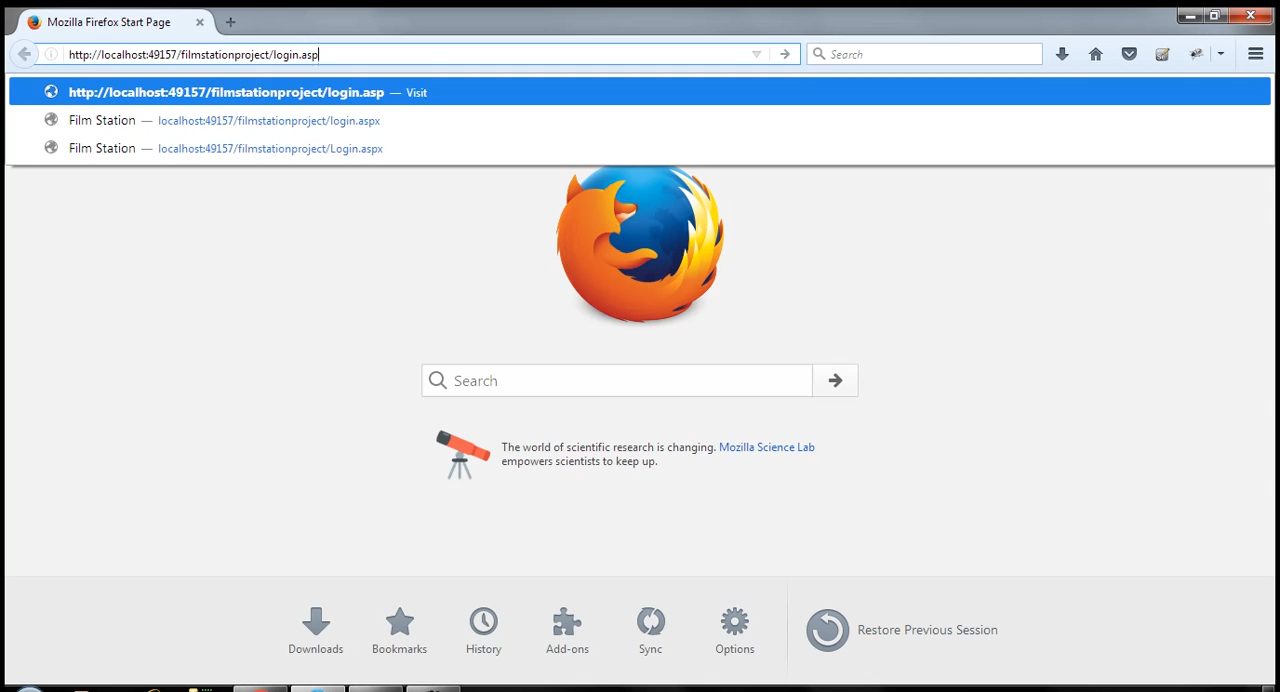 Mozilla Firefox Start Page
http://localhost:49157/filmstationproject/login.asp
Search
http://localhost:49157/filmstationproject/login.asp — Visit
Film Station — localhost:49157/filmstationproject/login.aspx
Film Station — localhost:49157/filmstationproject/Login.aspx
Search
The world of scientific research is changing. Mozilla Science Lab
empowers scientists to keep up.
Downloads
Bookmarks
History
Add-ons
Sync
Options
Restore Previous Session